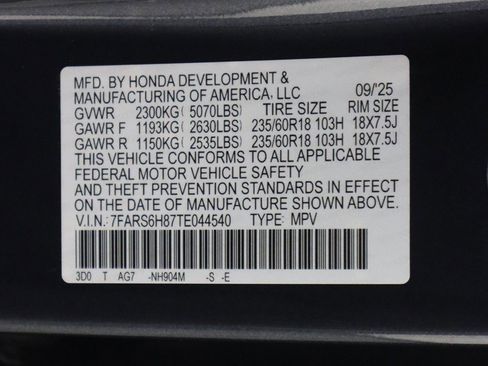 MFD. BY HONDA DEVELOPMENT &
MANUFACTURING OF AMERICA, LLC 09/'25
GVWR 2300KG( 5070LBS) TIRE SIZE RIM SIZE
GAWR F 1193KG( 2630LBS) 235/60R18 103H 18X7.5J
GAWR R 1150KG( 2535LBS) 235/60R18 103H 18X7.5J
THIS VEHICLE CONFORMS TO ALL APPLICABLE
FEDERAL MOTOR VEHICLE SAFETY
AND THEFT PREVENTION STANDARDS IN EFFECT
ON THE DATE OF MANUFACTURE SHOWN ABOVE.
V.I.N.: 7FARS6H87TE044540 TYPE: MPV
3D0 T AG7 -NH904M -S -E